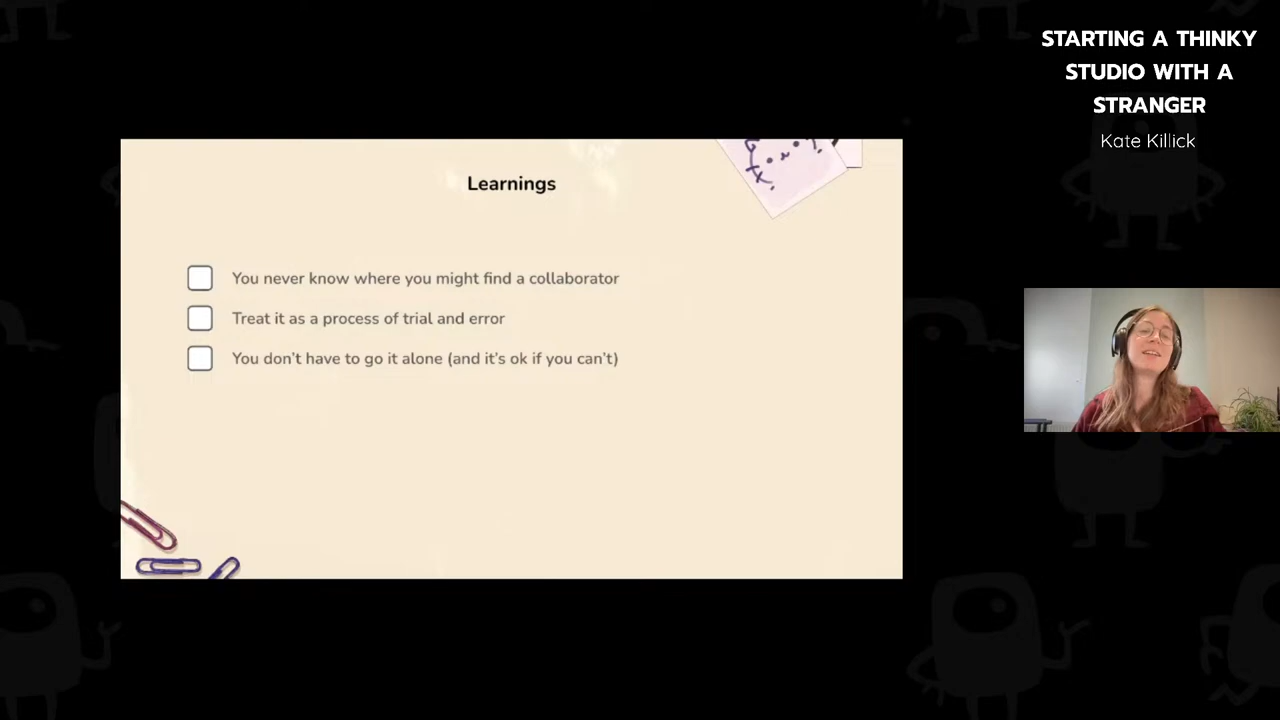 STARTING A THINKY
STUDIO WITH A
STRANGER
Kate Killick
Learnings
You never know where you might find a collaborator
Treat it as a process of trial and error
You don't have to go it alone (and it's ok if you can't)